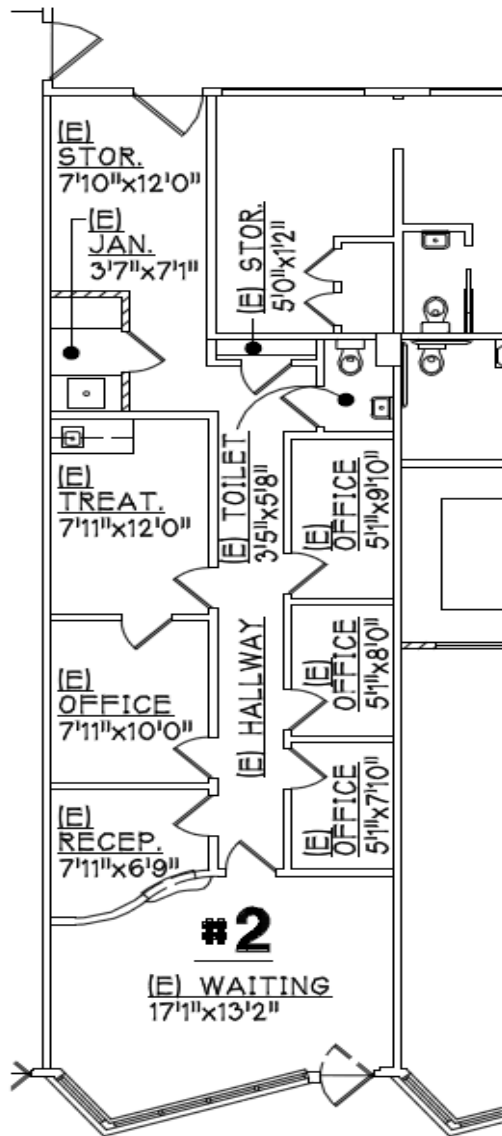 (E)
STOR.
7'10"x12'0"
(E)
JAN.
3'7"x7'1"
(E) STOR.
5'0"x1'2"
(E)
TREAT.
7'11"x12'0"
(E) TOILET
3'5"x5'8"
(E)
OFFICE
5'1"x9'10"
(E)
OFFICE
7'11"x10'0"
(E) HALLWAY
(E)
OFFICE
5'1"x8'0"
(E)
RECEP.
7'11"x6'9"
(E)
OFFICE
5'1"x7'10"
#2
(E) WAITING
17'1"x13'2"